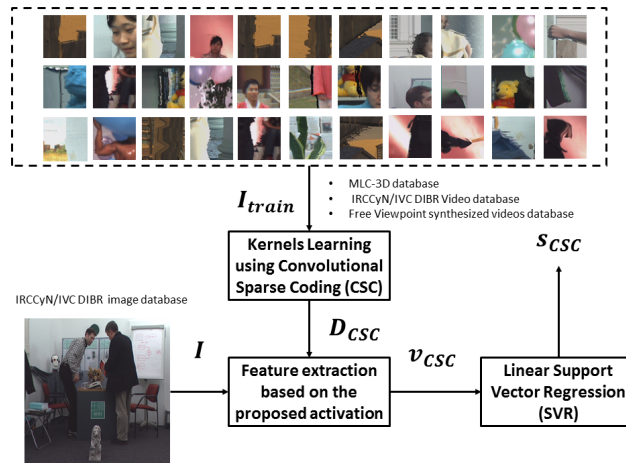 I_train
• MLC-3D database
• IRCCyN/IVC DIBR Video database
• Free Viewpoint synthesized videos database
Kernels Learning
using Convolutional
Sparse Coding (CSC)
s_CSC
IRCCyN/IVC DIBR image database
D_CSC
I
Feature extraction
based on the
proposed activation
v_CSC
Linear Support
Vector Regression
(SVR)